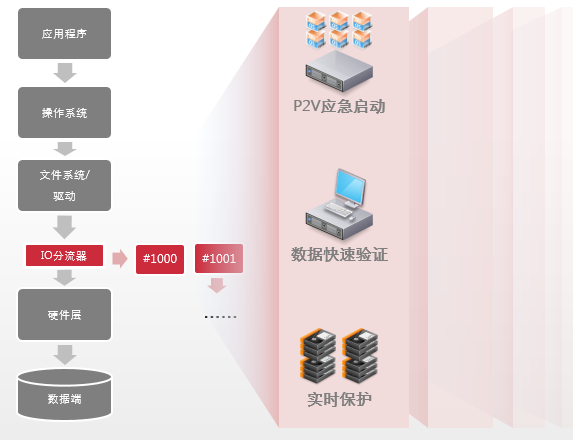 应用程序
操作系统
文件系统/
驱动
IO分流器
#1000
#1001
......
硬件层
数据端
P2V应急启动
数据快速验证
实时保护